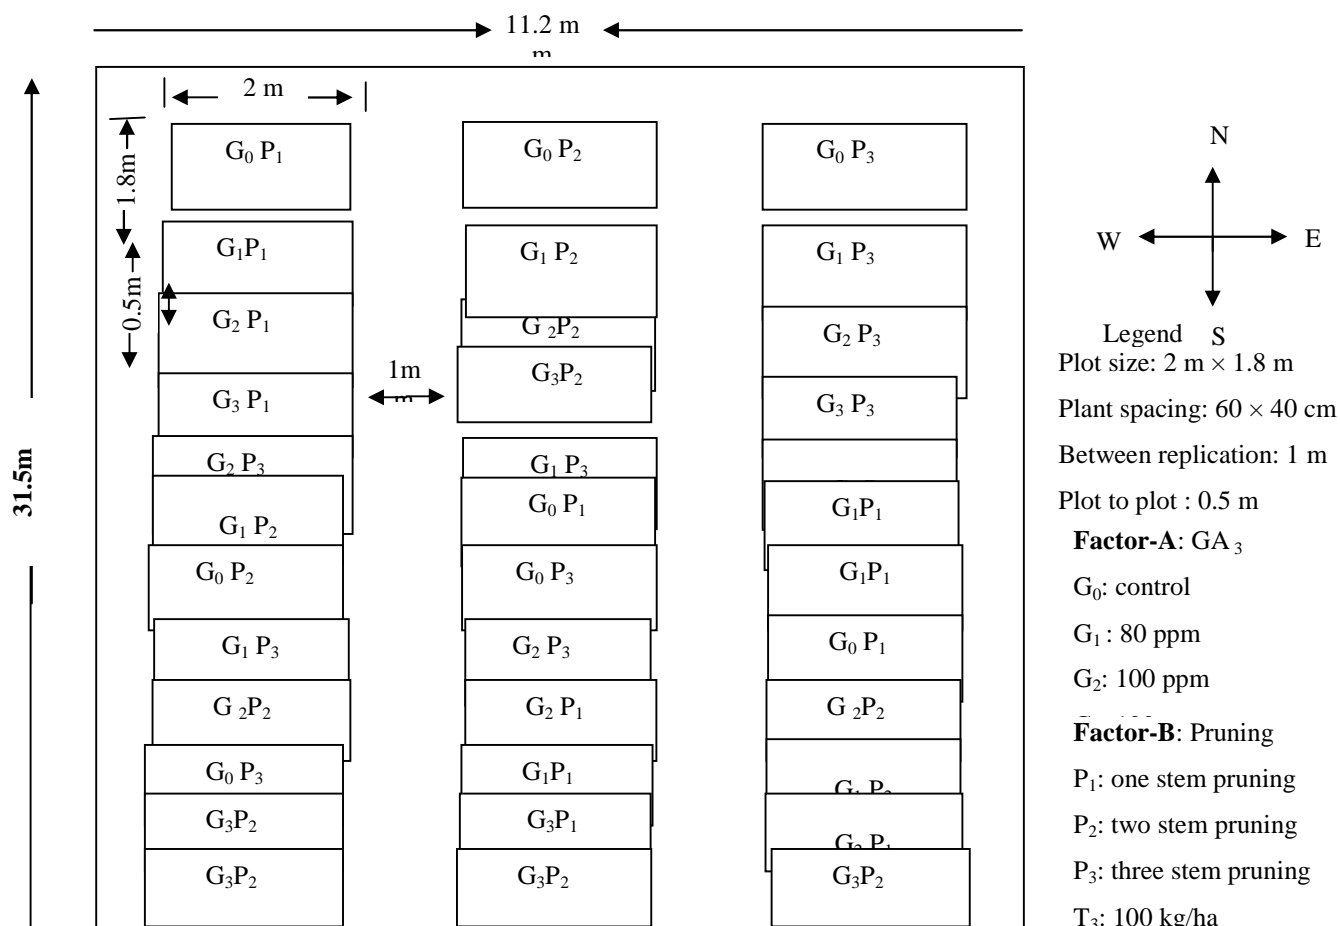 11.2 m
m
2 m
G₀ P₁
G₀ P₂
G₀ P₃
N
1.8m
G₁P₁
G₁ P₂
G₁ P₃
W
E
0.5m
G₂ P₁
G ₂P₂
G₂ P₃
Legend
S
Plot size: 2 m × 1.8 m
1m
G₃P₂
G₃ P₁
G₃ P₃
Plant spacing: 60 × 40 cm
31.5m
G₂ P₃
G₁ P₃
Between replication: 1 m
G₀ P₁
G₁P₁
Plot to plot : 0.5 m
G₁ P₂
Factor-A: GA ₃
G₀ P₂
G₀ P₃
G₁P₁
G₀: control
G₁ : 80 ppm
G₁ P₃
G₂ P₃
G₀ P₁
G₂: 100 ppm
G ₂P₂
G₂ P₁
G ₂P₂
Factor-B: Pruning
G₀ P₃
G₁P₁
P₁: one stem pruning
G₃P₂
G₃P₁
P₂: two stem pruning
G₃P₂
G₃P₂
G₃P₂
P₃: three stem pruning
T₃: 100 kg/ha